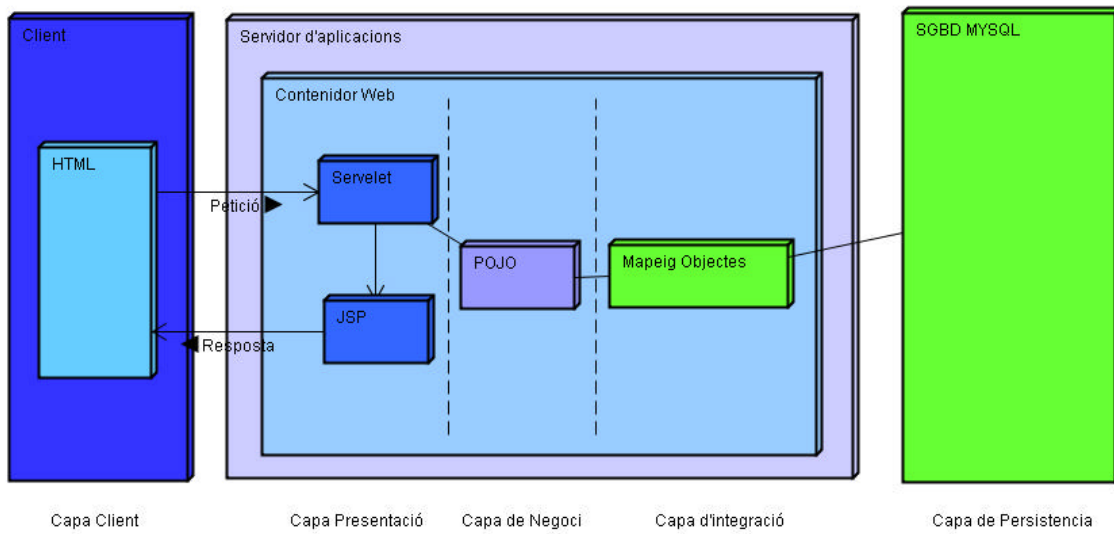 Client
Servidor d'aplicacions
SGBD MYSQL
Contenidor Web
HTML
Servelet
Petició
POJO
Mapeig Objectes
JSP
Resposta
Capa Client
Capa Presentació
Capa de Negoci
Capa d'integració
Capa de Persistencia